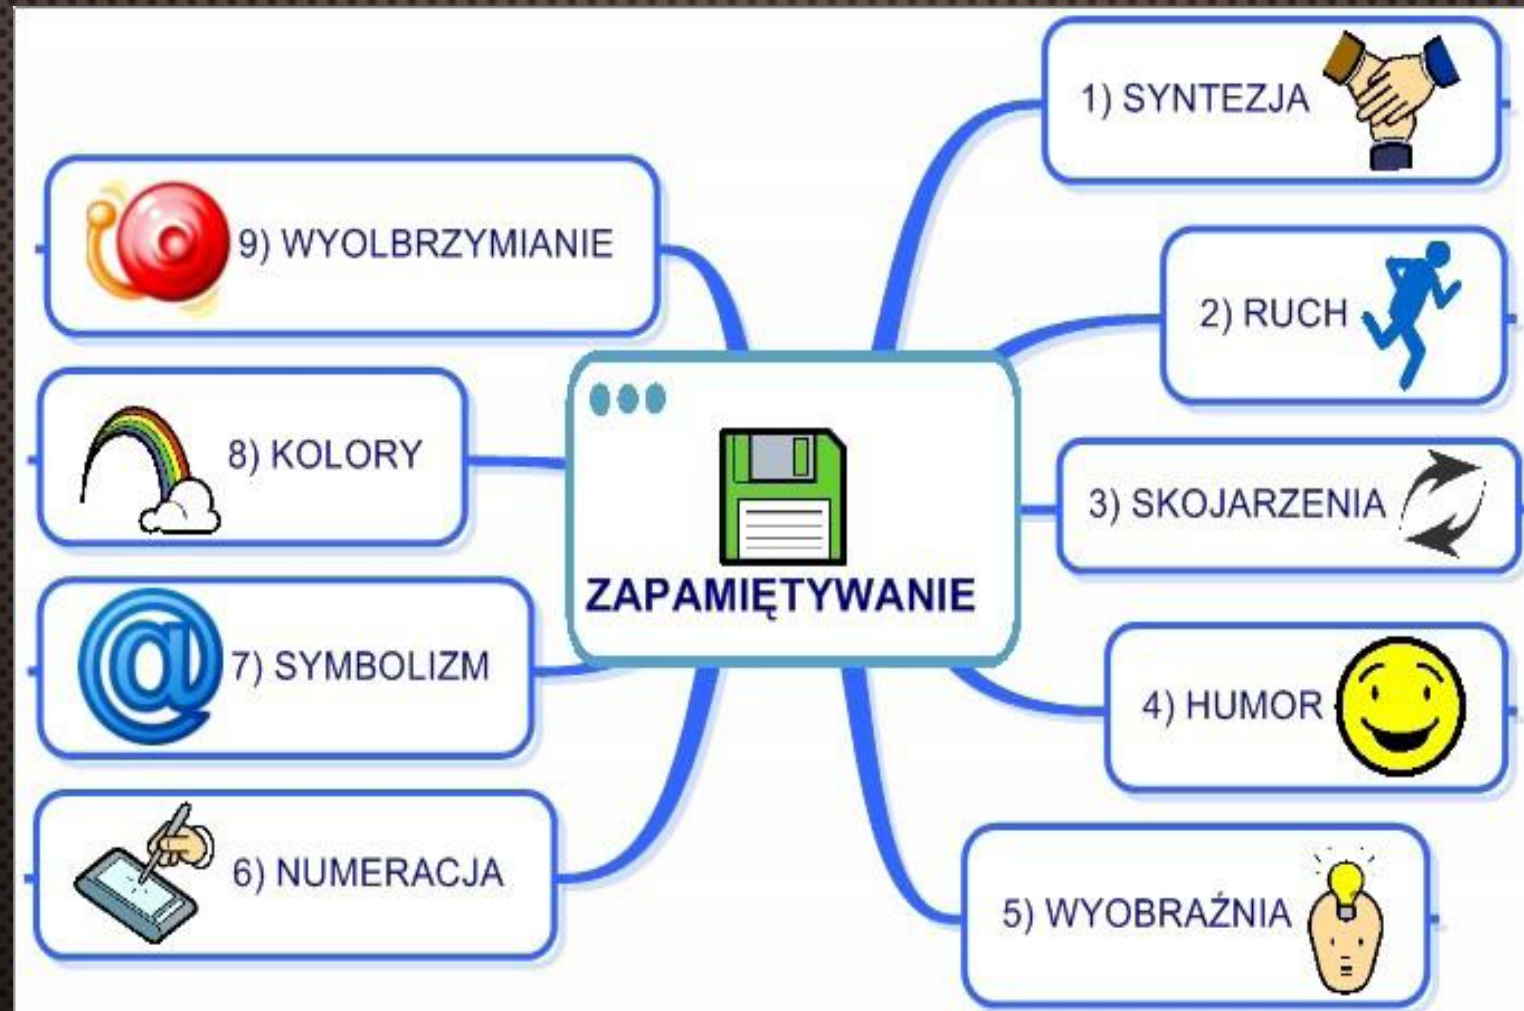 ZAPAMIĘTYWANIE
1) SYNTEZJA
2) RUCH
3) SKOJARZENIA
4) HUMOR
5) WYOBRAŹNIA
6) NUMERACJA
7) SYMBOLIZM
8) KOLORY
9) WYOLBRZYMIANIE